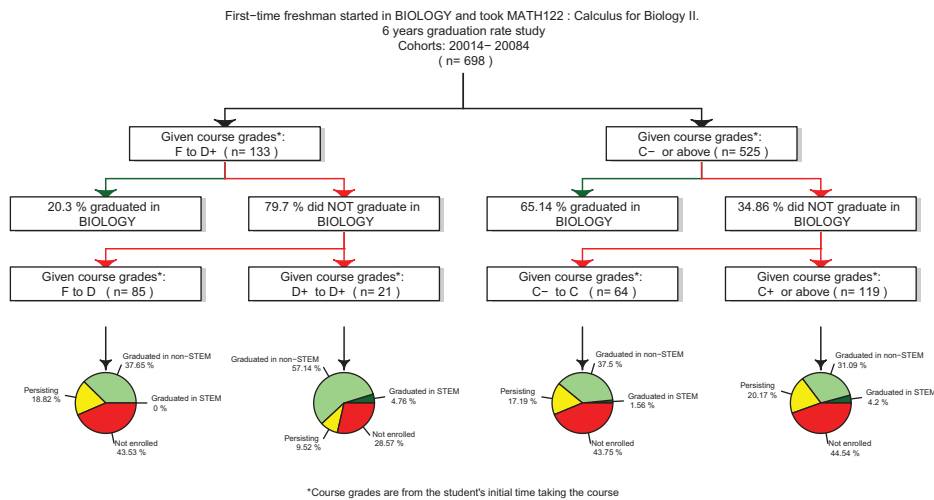 First−time freshman started in BIOLOGY and took MATH122 : Calculus for Biology II.
6 years graduation rate study
Cohorts: 20014− 20084
( n= 698 )
Given course grades*:
F to D+ ( n= 133 )
Given course grades*:
C− or above ( n= 525 )
20.3 % graduated in
BIOLOGY
79.7 % did NOT graduate in
BIOLOGY
65.14 % graduated in
BIOLOGY
34.86 % did NOT graduate in
BIOLOGY
Given course grades*:
F to D ( n= 85 )
Given course grades*:
D+ to D+ ( n= 21 )
Given course grades*:
C− to C ( n= 64 )
Given course grades*:
C+ or above ( n= 119 )
Graduated in non−STEM
37.65 %
Persisting
18.82 %
Graduated in STEM
0 %
Not enrolled
43.53 %
Graduated in non−STEM
57.14 %
Graduated in STEM
4.76 %
Persisting
9.52 %
Not enrolled
28.57 %
Graduated in non−STEM
37.5 %
Persisting
17.19 %
Graduated in STEM
1.56 %
Not enrolled
43.75 %
Graduated in non−STEM
31.09 %
Persisting
20.17 %
Graduated in STEM
4.2 %
Not enrolled
44.54 %
*Course grades are from the student's initial time taking the course